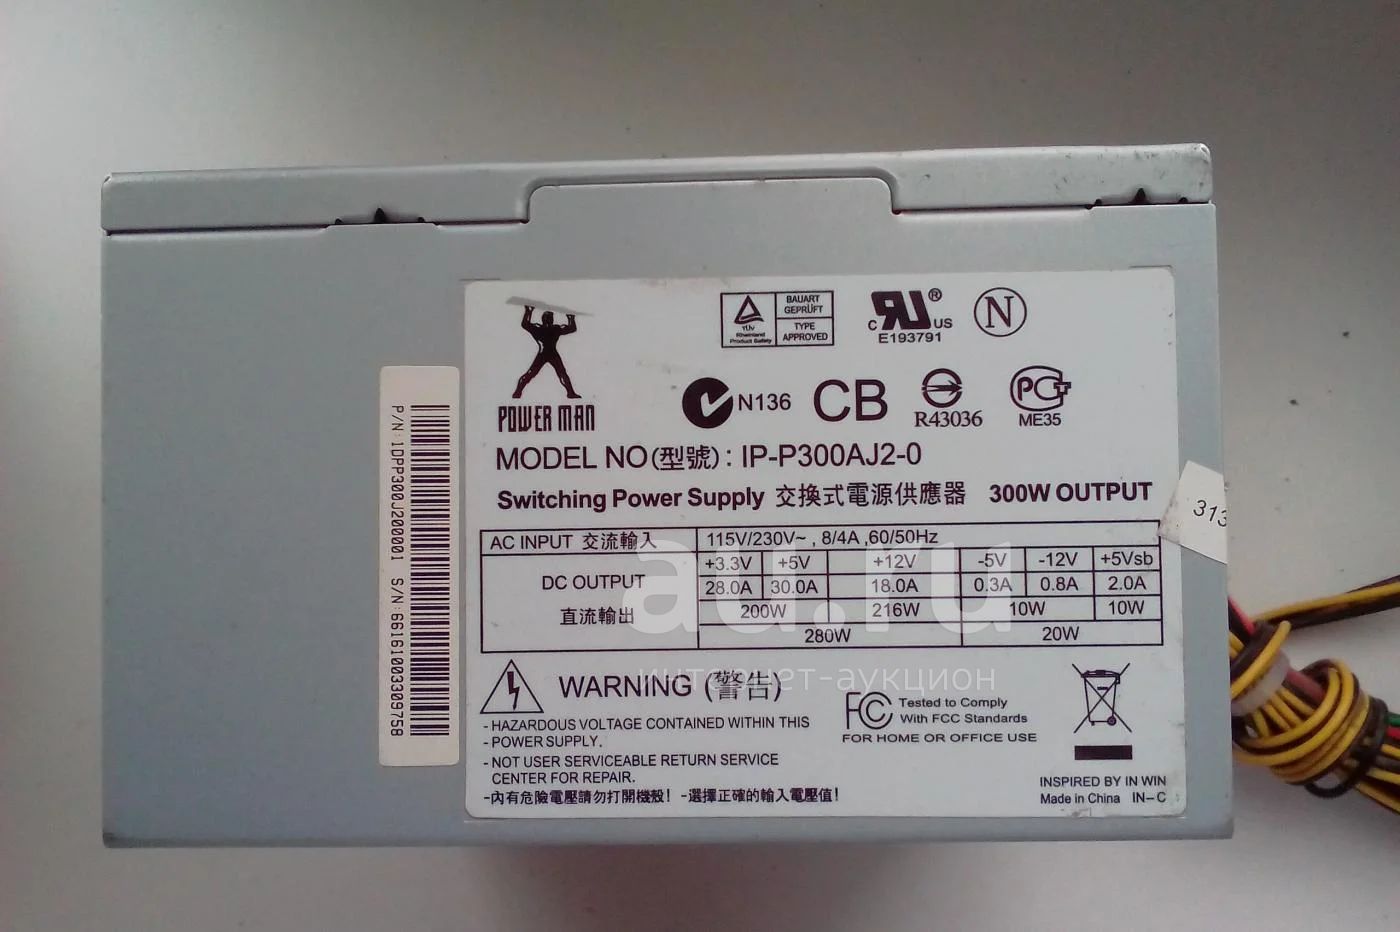 BAUART
GEPRÜFT
TÜV
Rheinland
Product Safety
TYPE
APPROVED
C RU ® US
E193791
N
POWER MAN
N136
CB
R43036
РСТ
ME35
MODEL NO(型號) : IP-P300AJ2-0
Switching Power Supply 交換式電源供應器 300W OUTPUT
AC INPUT 交流輸入 115V/230V~ , 8/4A ,60/50Hz
DC OUTPUT
直流輸出
+3.3V +5V +12V -5V -12V +5Vsb
28.0A 30.0A 18.0A 0.3A 0.8A 2.0A
200W 216W 10W 10W
280W 20W
WARNING (警告)
- HAZARDOUS VOLTAGE CONTAINED WITHIN THIS
- POWER SUPPLY.
- NOT USER SERVICEABLE RETURN SERVICE
CENTER FOR REPAIR.
-內有危險電壓請勿打開機殼! -選擇正確的輸入電壓值!
FC Tested to Comply
With FCC Standards
FOR HOME OR OFFICE USE
INSPIRED BY IN WIN
Made in China IN-C
P/N:1DPP300J200001 S/N:66161003309758
313
au.ru
интернет-аукцион